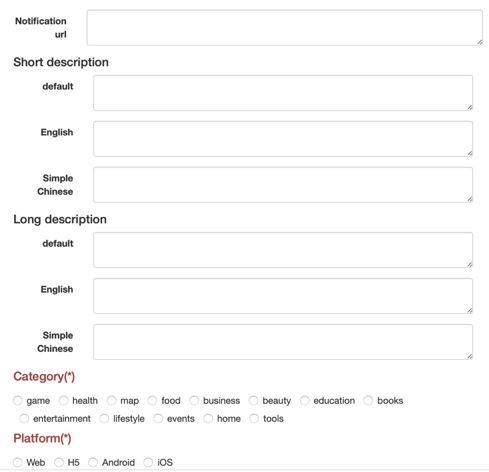 Notification
url
Short description
default
English
Simple
Chinese
Long description
default
English
Simple
Chinese
Category(*)
game health map food business beauty education books
entertainment lifestyle events home tools
Platform(*)
Web H5 Android iOS